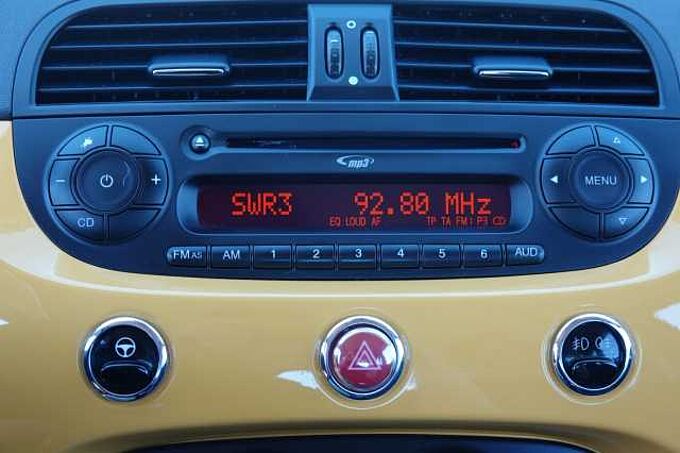 mp3
SWR3 92.80 MHz
EQ LOUD AF TP TA FM : P3 CD
- + MENU
CD
FM AS AM 1 2 3 4 5 6 AUD